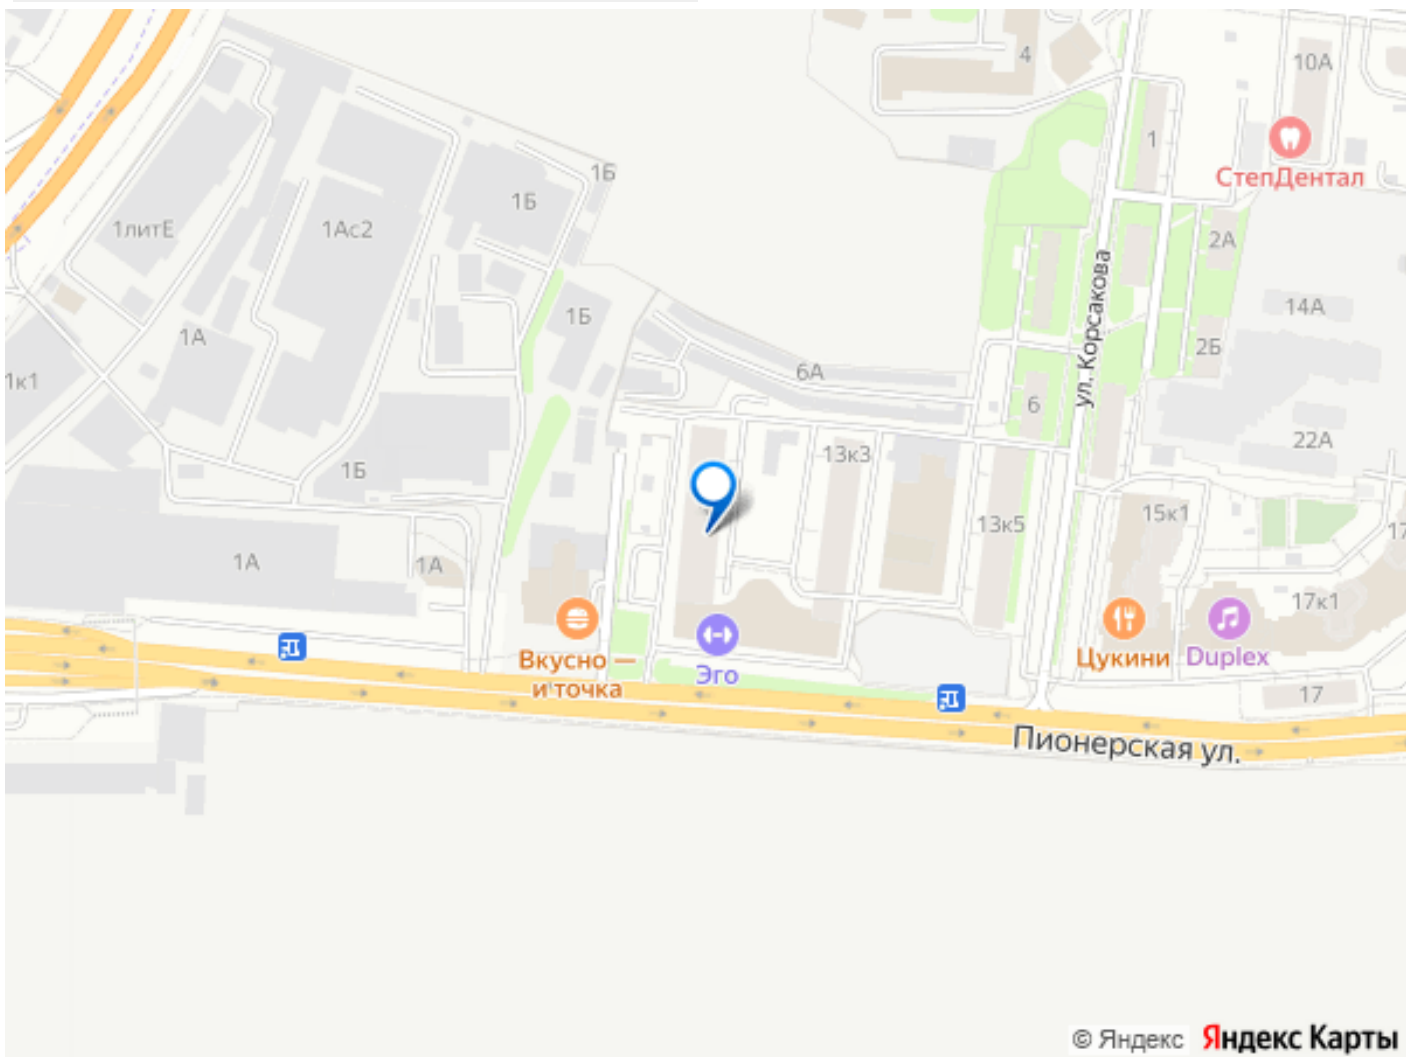 4
10А
1
СтепДентал
1Б
1Б
1литЕ
1Ас2
2А
ул. Корсакова
14А
1Б
1А
2Б
1к1
6А
6
22А
13к3
1Б
15к1
13к5
17
1А
1А
17к1
Вкусно —
и точка
Эго
Цукини
Duplex
17
Пионерская ул.
© Яндекс Яндекс Карты